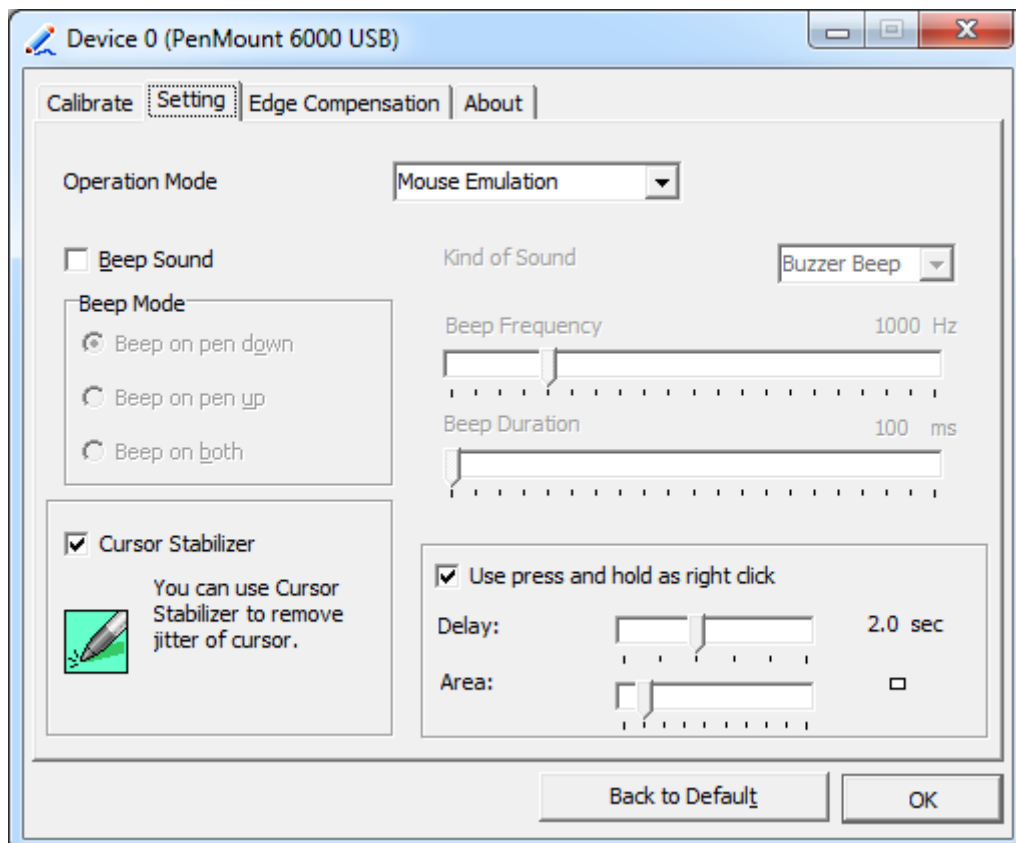 Device 0 (PenMount 6000 USB)
Calibrate Setting Edge Compensation About
Operation Mode Mouse Emulation
Beep Sound Kind of Sound Buzzer Beep
Beep Mode
Beep on pen down
Beep on pen up
Beep on both
Beep Frequency 1000 Hz
Beep Duration 100 ms
Cursor Stabilizer
You can use Cursor
Stabilizer to remove
jitter of cursor.
Use press and hold as right click
Delay: 2.0 sec
Area:
Back to Default OK